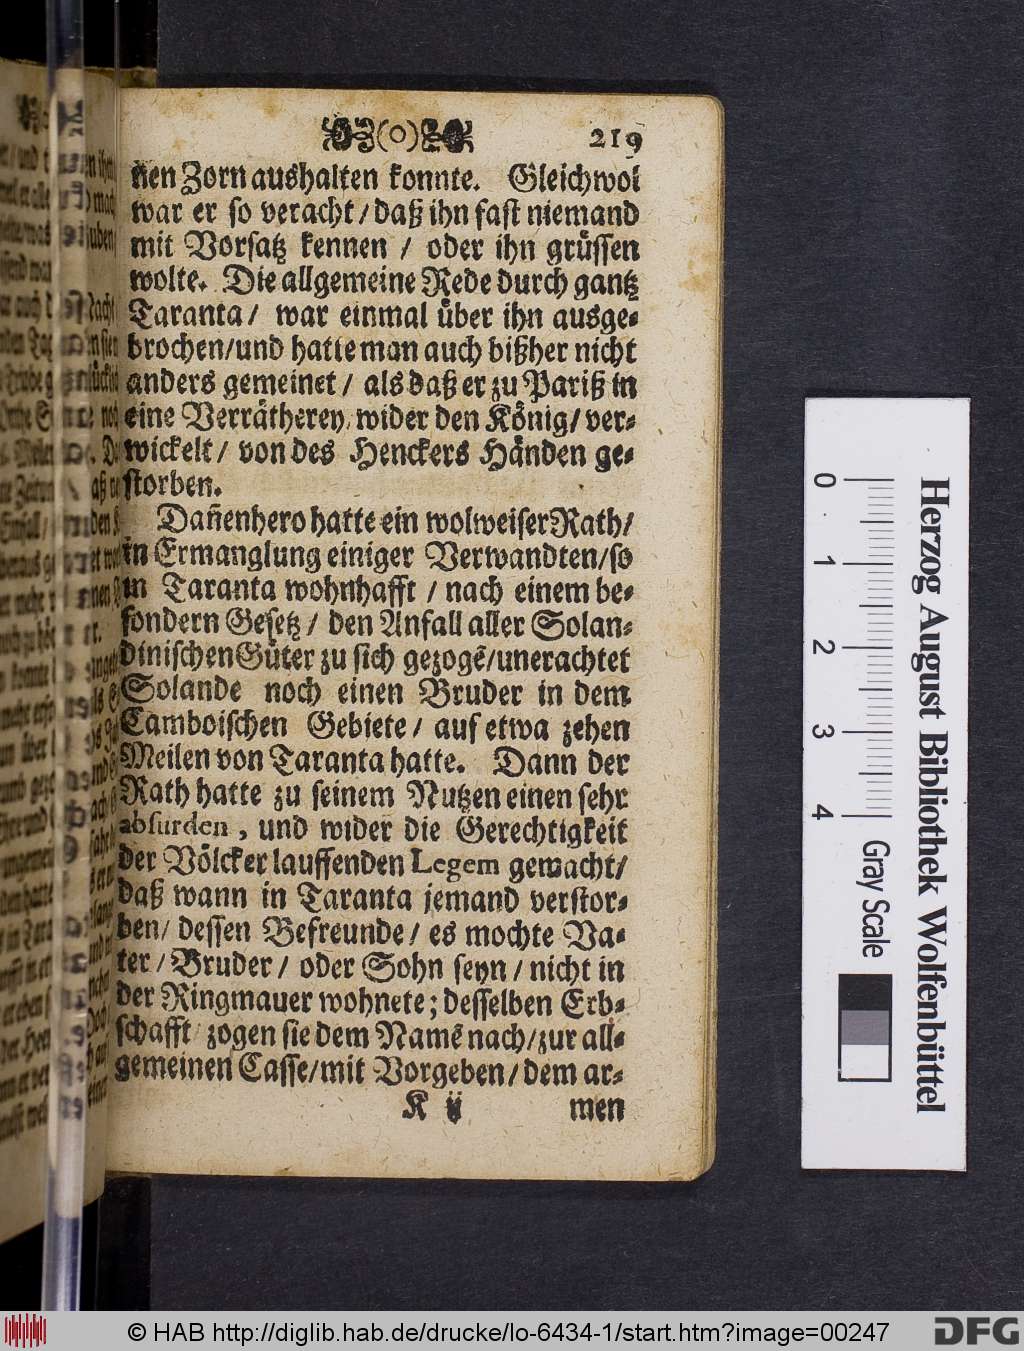 (o) 219
nen Zorn aushalten konnte. Gleichwol
war er so veracht / daß ihn fast niemand
mit Vorsatz kennen / oder ihn grüssen
wolte. Die allgemeine Rede durch gantz
Taranta / war einmal über ihn ausge-
brochen/und hatte man auch bißher nicht
anders gemeinet / als daß er zu Pariß in
eine Verrätherey/ wider den König/ ver-
wickelt / von des Henckers Händen ge-
storben.
Dañenhero hatte ein wolweiser Rath/
in Ermanglung einiger Verwandten/so
in Taranta wohnhafft / nach einem be-
sondern Gesetz / den Anfall aller Solan-
dinischen Güter zu sich gezogẽ/unerachtet
Solande noch einen Bruder in dem
Camboischen Gebiete / auf etwa zehen
Meilen von Taranta hatte. Dann der
Rath hatte zu seinem Nutzen einen sehr
absurden, und wider die Gerechtigkeit
der Völcker lauffenden Legem gemacht/
daß wann in Taranta jemand verstor-
ben/ dessen Befreunde / es mochte Va-
ter / Bruder / oder Sohn seyn / nicht in
der Ringmauer wohnete; desselben Erb-
schafft/ zogen sie dem Namẽ nach/zur all-
gemeinen Casse/mit Vorgeben/ dem ar-
K ij men
0 1 2 3 4 Gray Scale
Herzog August Bibliothek Wolfenbüttel
© HAB http://diglib.hab.de/drucke/lo-6434-1/start.htm?image=00247 DFG